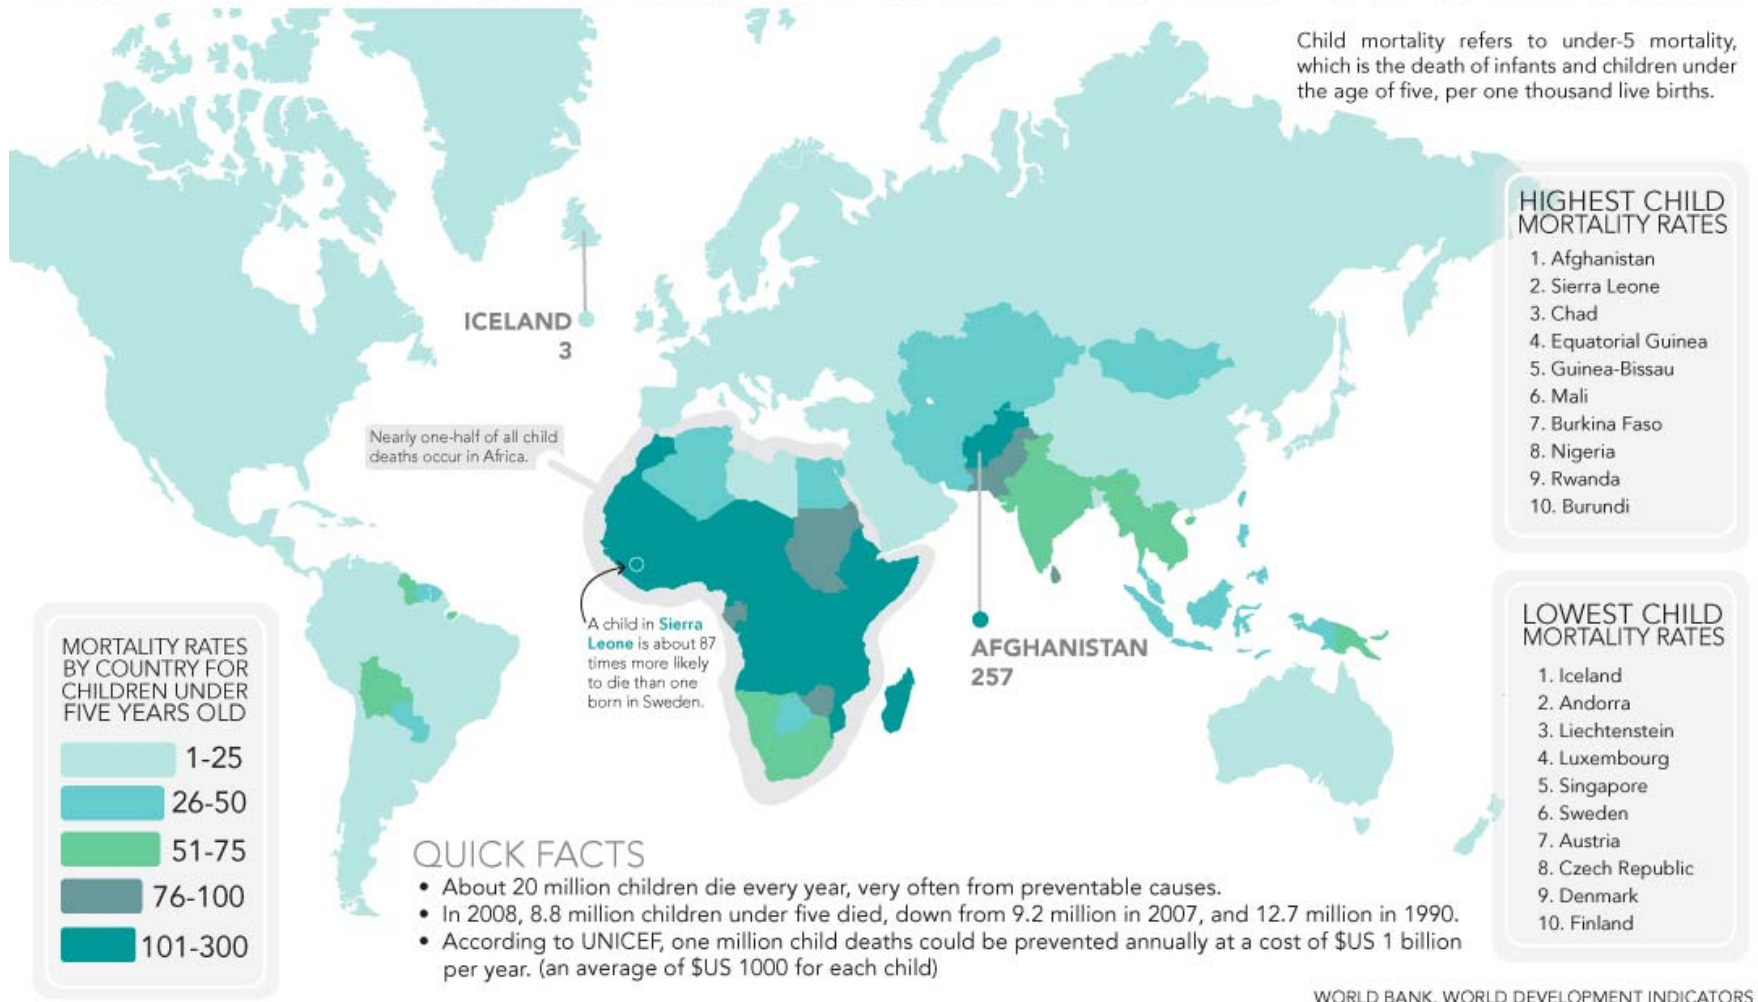 Child mortality refers to under-5 mortality,
which is the death of infants and children under
the age of five, per one thousand live births.
HIGHEST CHILD
MORTALITY RATES
1. Afghanistan
2. Sierra Leone
3. Chad
4. Equatorial Guinea
5. Guinea-Bissau
6. Mali
7. Burkina Faso
8. Nigeria
9. Rwanda
10. Burundi
ICELAND
3
Nearly one-half of all child
deaths occur in Africa.
A child in Sierra
Leone is about 87
times more likely
to die than one
born in Sweden.
AFGHANISTAN
257
LOWEST CHILD
MORTALITY RATES
1. Iceland
2. Andorra
3. Liechtenstein
4. Luxembourg
5. Singapore
6. Sweden
7. Austria
8. Czech Republic
9. Denmark
10. Finland
MORTALITY RATES
BY COUNTRY FOR
CHILDREN UNDER
FIVE YEARS OLD
1-25
26-50
51-75
76-100
101-300
QUICK FACTS
• About 20 million children die every year, very often from preventable causes.
• In 2008, 8.8 million children under five died, down from 9.2 million in 2007, and 12.7 million in 1990.
• According to UNICEF, one million child deaths could be prevented annually at a cost of $US 1 billion
per year. (an average of $US 1000 for each child)
WORLD BANK, WORLD DEVELOPMENT INDICATORS